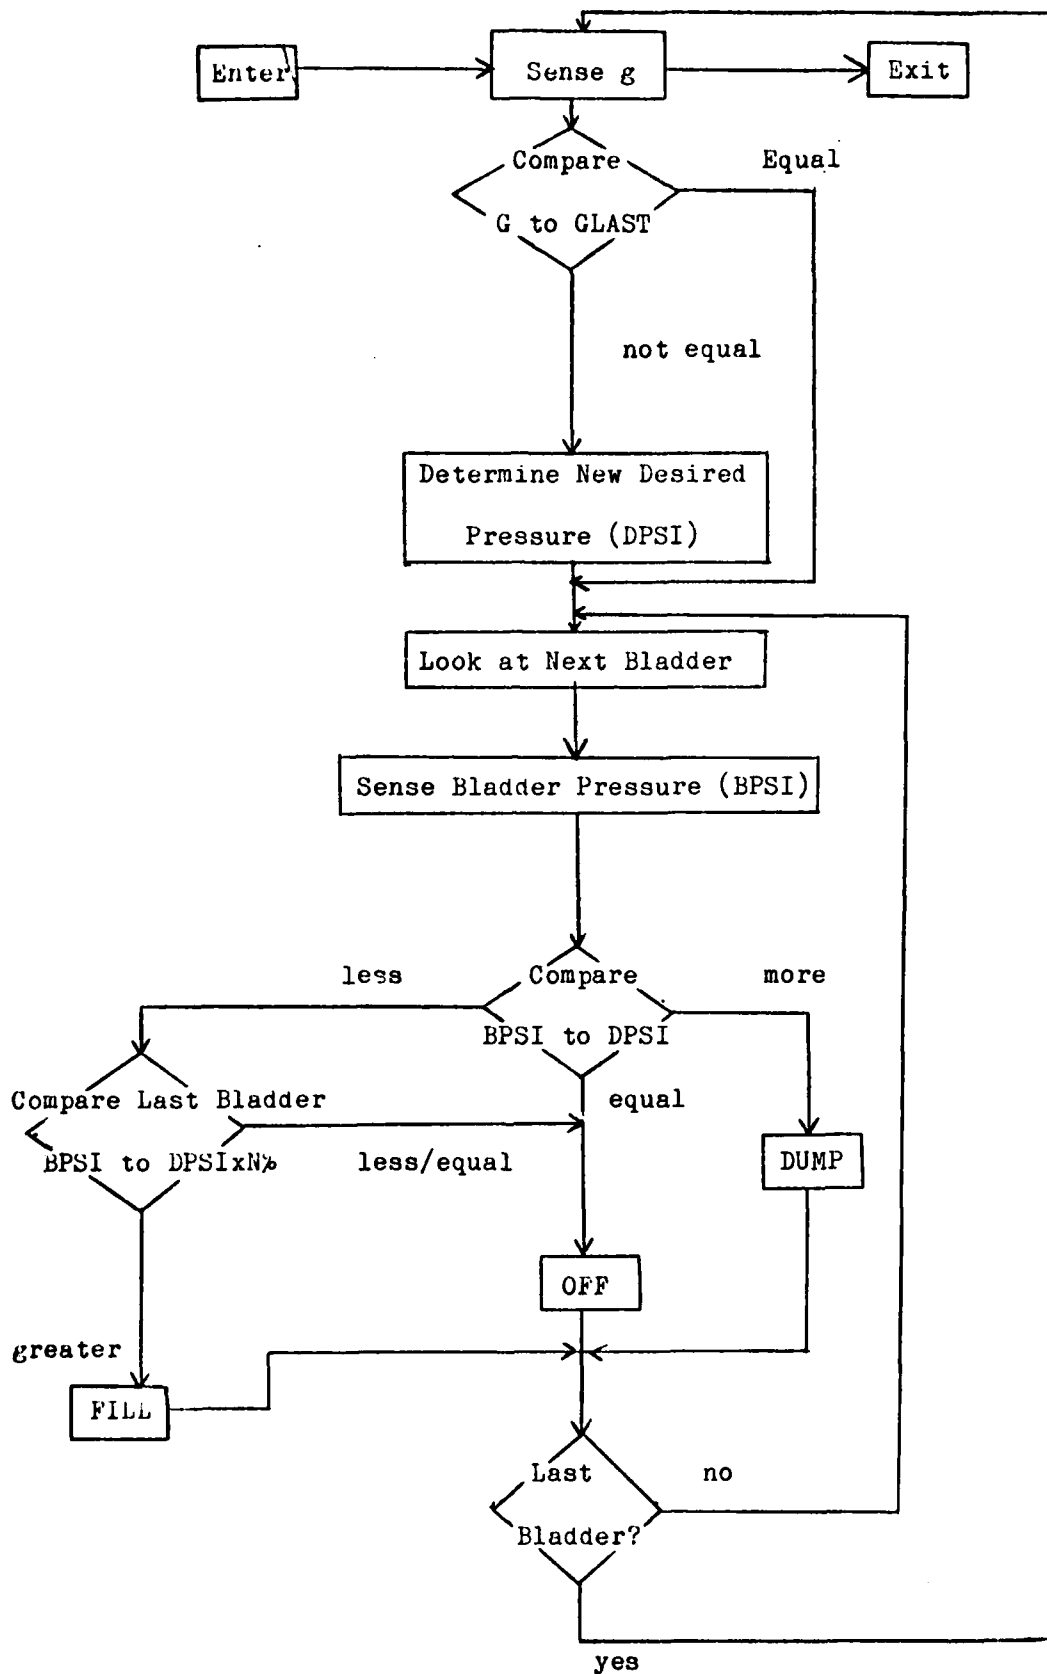 Enter
Sense g
Exit
Compare
G to GLAST
Equal
not equal
Determine New Desired
Pressure (DPSI)
Look at Next Bladder
Sense Bladder Pressure (BPSI)
Compare
BPSI to DPSI
less
more
equal
Compare Last Bladder
BPSI to DPSIxN%
less/equal
DUMP
OFF
greater
FILL
Last
Bladder?
no
yes